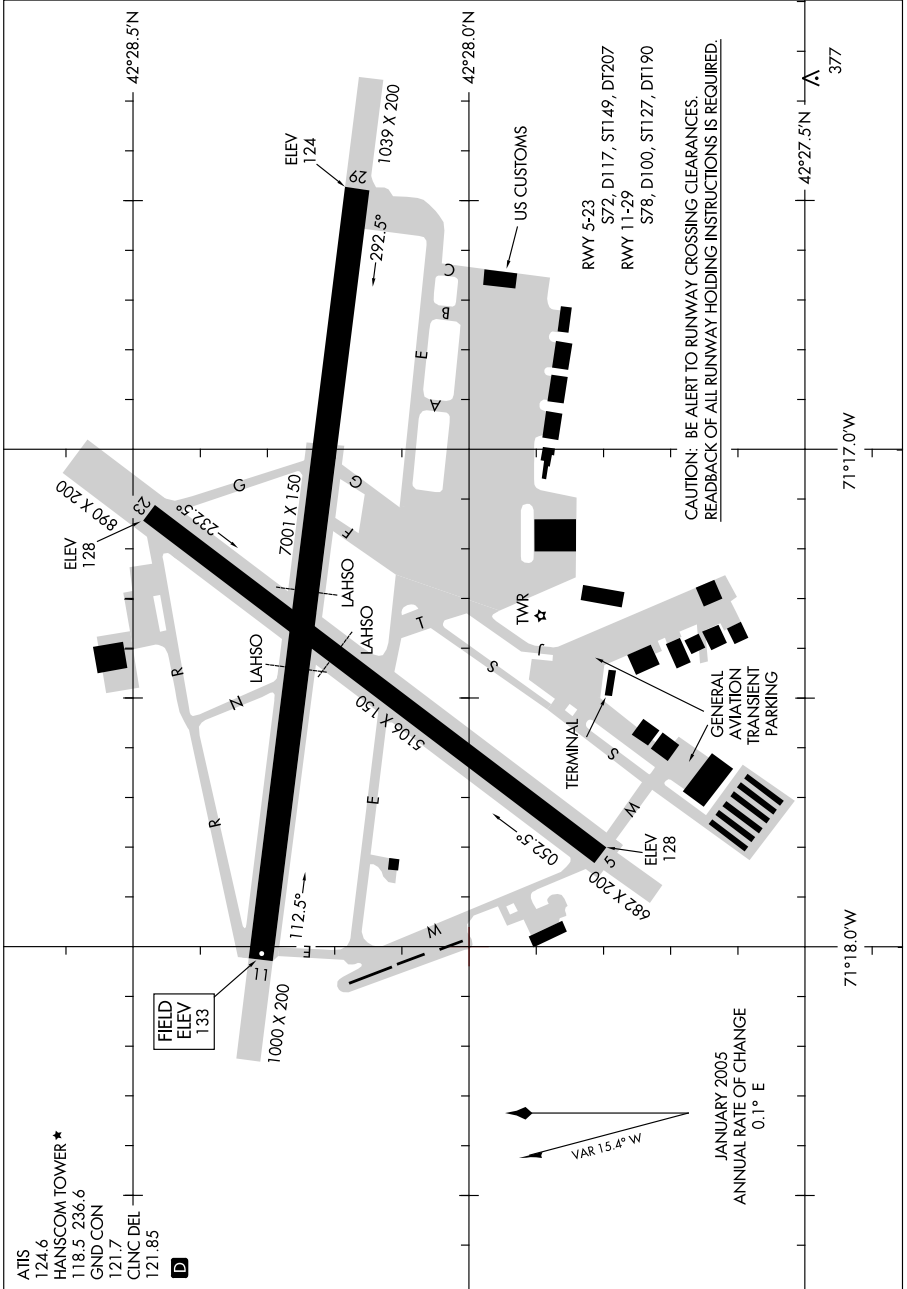 ATIS
124.6
HANSCOM TOWER★
118.5 236.6
GND CON
121.7
CLNC DEL
121.85
D
42°28.5'N
42°28.0'N
42°27.5'N
377
71°17.0'W
71°18.0'W
ELEV
124
29
1039 X 200
292.5°
US CUSTOMS
RWY 5-23
S72, D117, ST149, DT207
RWY 11-29
S78, D100, ST127, DT190
CAUTION: BE ALERT TO RUNWAY CROSSING CLEARANCES.
READBACK OF ALL RUNWAY HOLDING INSTRUCTIONS IS REQUIRED.
C
B
E
A
890 X 200
23
232.5°
ELEV
128
G
G
F
7001 X 150
LAHSO
LAHSO
LAHSO
TWR
T
S
J
R
N
5106 X 150
TERMINAL
GENERAL
AVIATION
TRANSIENT
PARKING
S
R
E
M
052.5°
5
ELEV
128
682 X 200
112.5°
E
M
11
FIELD
ELEV
133
1000 X 200
VAR 15.4° W
JANUARY 2005
ANNUAL RATE OF CHANGE
0.1° E